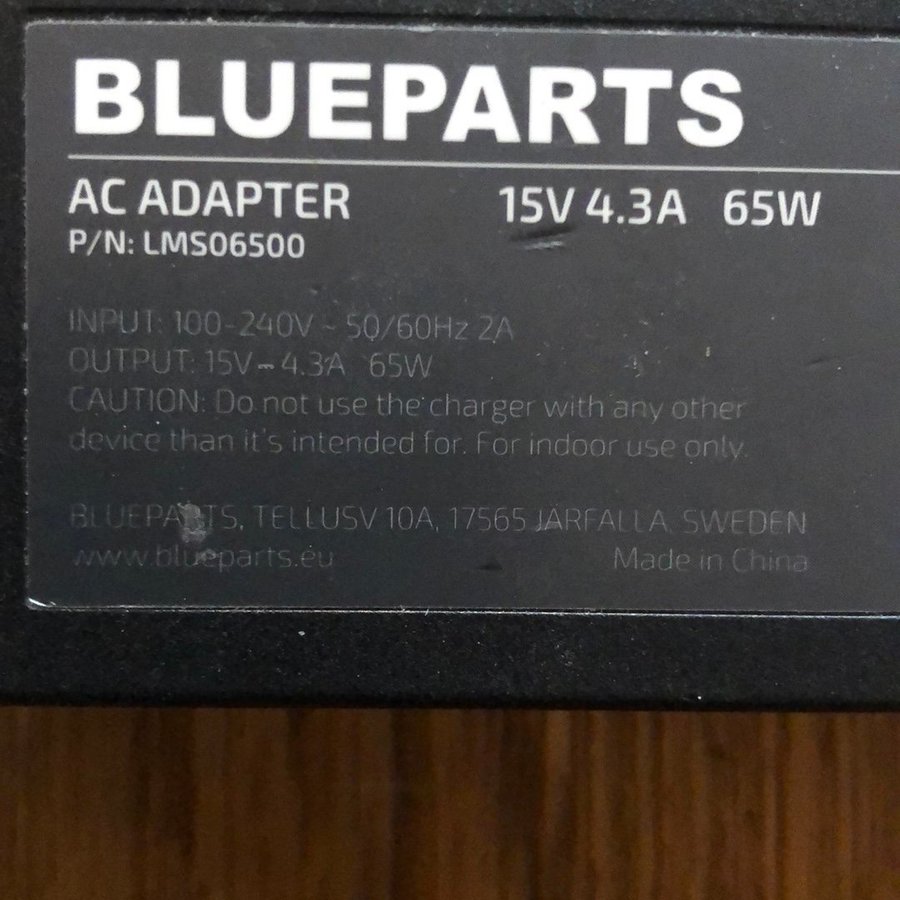 BLUEPARTS
AC ADAPTER 15V 4.3A 65W
P/N: LMS06500
INPUT: 100-240V ~ 50/60Hz 2A
OUTPUT: 15V⎓4.3A 65W
CAUTION: Do not use the charger with any other
device than it's intended for. For indoor use only.
BLUEPARTS, TELLUSV 10A, 17565 JÄRFALLA, SWEDEN
www.blueparts.eu Made in China